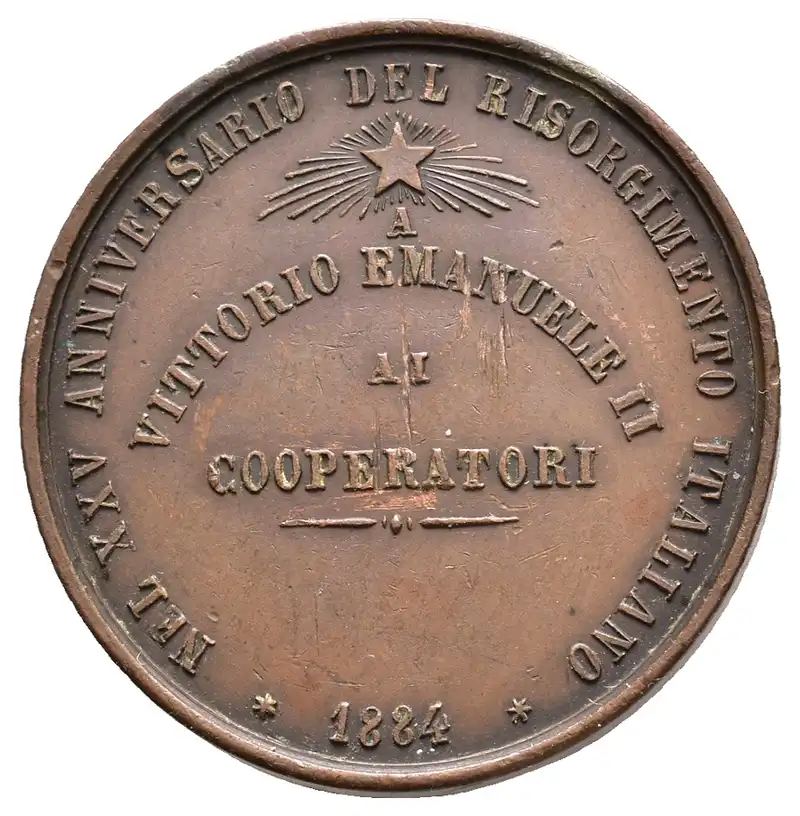 NEL XXV ANNIVERSARIO DEL RISORGIMENTO ITALIANO
A
VITTORIO EMANUELE II
AI
COOPERATORI
* 1884 *